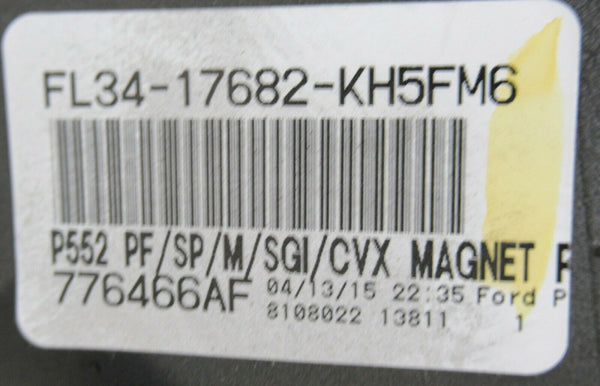 FL34-17682-KH5FM6
P552 PF/SP/M/SGI/CVX MAGNET
776466AF 04/13/15 22:35 Ford P
8108022 13811 1